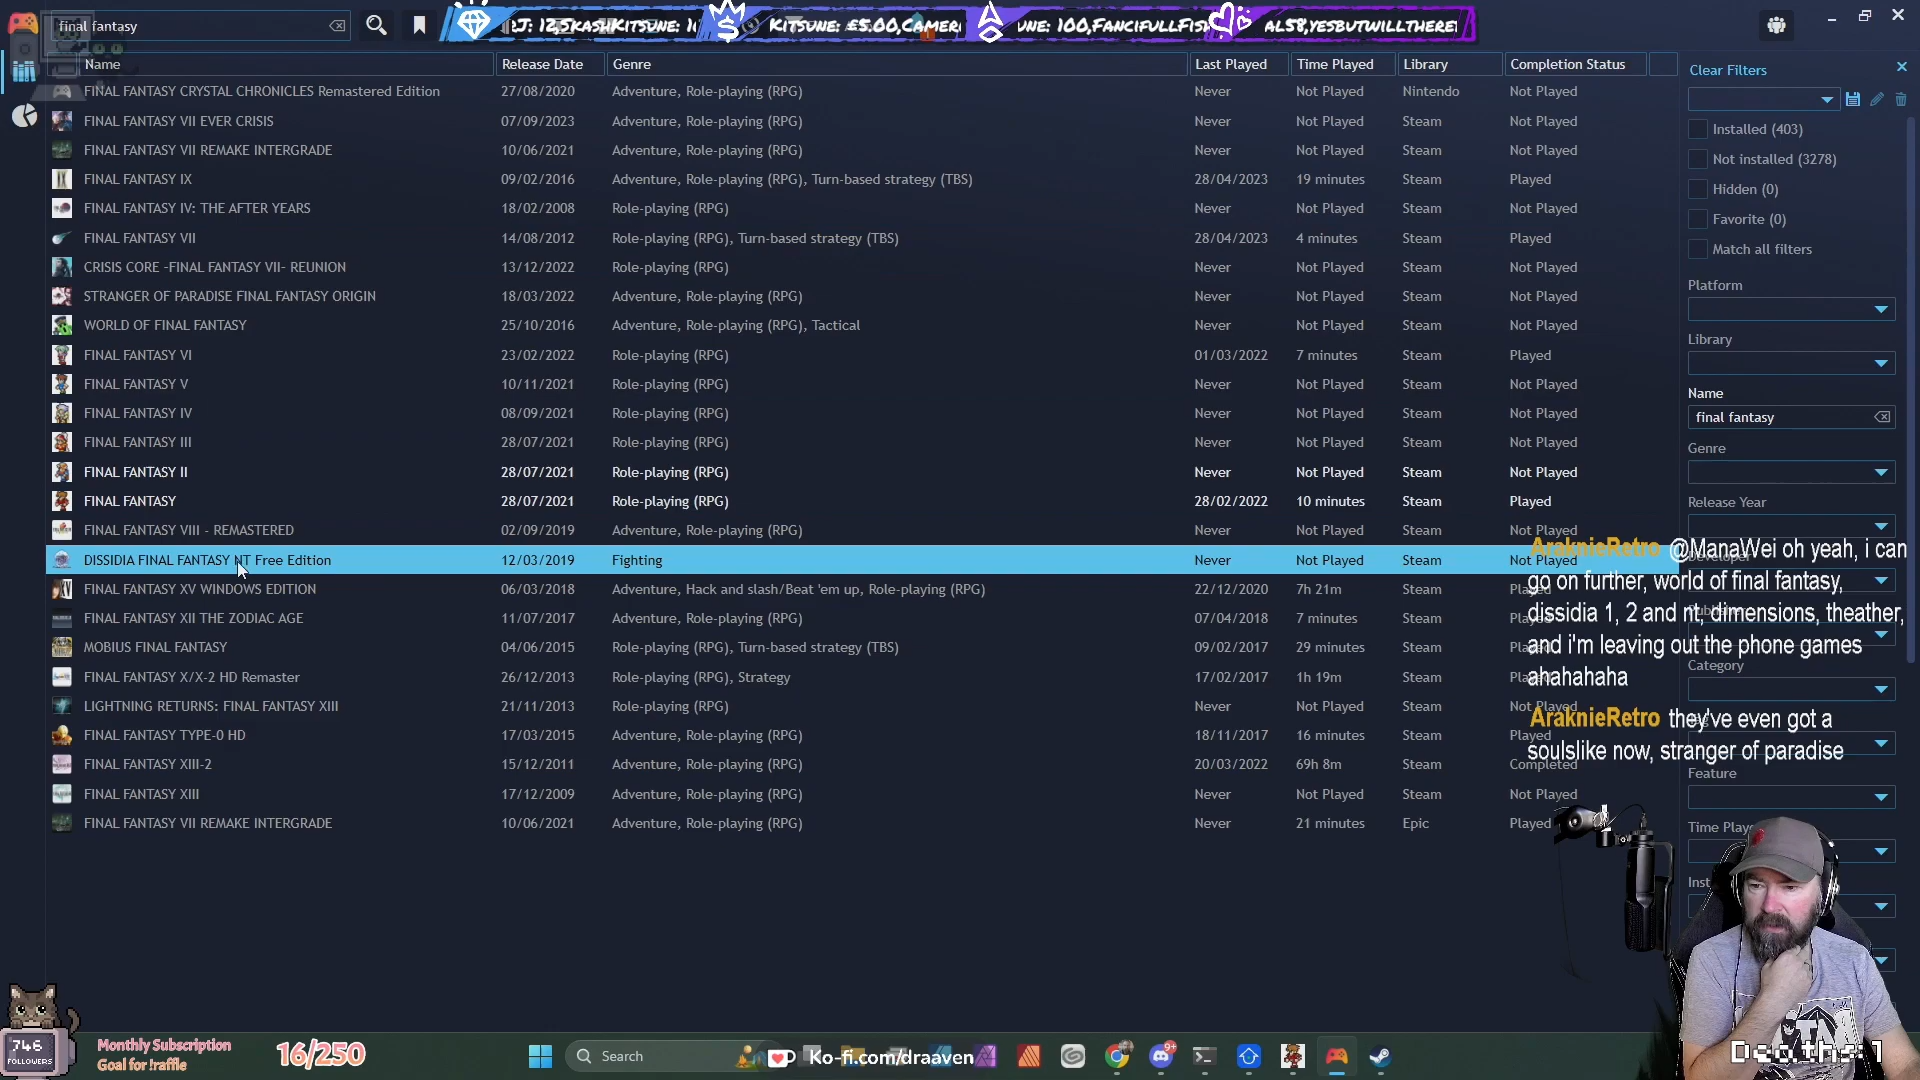 final fantasy
J: 12,SkashKitsune: 1
Kitsune: £5.00,Camer
une: 100,FancifullFis
als8,yesbutwillthere
Name Release Date Genre Last Played Time Played Library Completion Status
FINAL FANTASY CRYSTAL CHRONICLES Remastered Edition 27/08/2020 Adventure, Role-playing (RPG) Never Not Played Nintendo Not Played
FINAL FANTASY VII EVER CRISIS 07/09/2023 Adventure, Role-playing (RPG) Never Not Played Steam Not Played
FINAL FANTASY VII REMAKE INTERGRADE 10/06/2021 Adventure, Role-playing (RPG) Never Not Played Steam Not Played
FINAL FANTASY IX 09/02/2016 Adventure, Role-playing (RPG), Turn-based strategy (TBS) 28/04/2023 19 minutes Steam Played
FINAL FANTASY IV: THE AFTER YEARS 18/02/2008 Role-playing (RPG) Never Not Played Steam Not Played
FINAL FANTASY VII 14/08/2012 Role-playing (RPG), Turn-based strategy (TBS) 28/04/2023 4 minutes Steam Played
CRISIS CORE -FINAL FANTASY VII- REUNION 13/12/2022 Role-playing (RPG) Never Not Played Steam Not Played
STRANGER OF PARADISE FINAL FANTASY ORIGIN 18/03/2022 Adventure, Role-playing (RPG) Never Not Played Steam Not Played
WORLD OF FINAL FANTASY 25/10/2016 Adventure, Role-playing (RPG), Tactical Never Not Played Steam Not Played
FINAL FANTASY VI 23/02/2022 Role-playing (RPG) 01/03/2022 7 minutes Steam Played
FINAL FANTASY V 10/11/2021 Role-playing (RPG) Never Not Played Steam Not Played
FINAL FANTASY IV 08/09/2021 Role-playing (RPG) Never Not Played Steam Not Played
FINAL FANTASY III 28/07/2021 Role-playing (RPG) Never Not Played Steam Not Played
FINAL FANTASY II 28/07/2021 Role-playing (RPG) Never Not Played Steam Not Played
FINAL FANTASY 28/07/2021 Role-playing (RPG) 28/02/2022 10 minutes Steam Played
FINAL FANTASY VIII - REMASTERED 02/09/2019 Adventure, Role-playing (RPG) Never Not Played Steam Not Played
DISSIDIA FINAL FANTASY NT Free Edition 12/03/2019 Fighting Never Not Played Steam Not Played
FINAL FANTASY XV WINDOWS EDITION 06/03/2018 Adventure, Hack and slash/Beat 'em up, Role-playing (RPG) 22/12/2020 7h 21m Steam Played
FINAL FANTASY XII THE ZODIAC AGE 11/07/2017 Adventure, Role-playing (RPG) 07/04/2018 7 minutes Steam Played
MOBIUS FINAL FANTASY 04/06/2015 Role-playing (RPG), Turn-based strategy (TBS) 09/02/2017 29 minutes Steam Played
FINAL FANTASY X/X-2 HD Remaster 26/12/2013 Role-playing (RPG), Strategy 17/02/2017 1h 19m Steam Played
LIGHTNING RETURNS: FINAL FANTASY XIII 21/11/2013 Role-playing (RPG) Never Not Played Steam Not Played
FINAL FANTASY TYPE-0 HD 17/03/2015 Adventure, Role-playing (RPG) 18/11/2017 16 minutes Steam Played
FINAL FANTASY XIII-2 15/12/2011 Adventure, Role-playing (RPG) 20/03/2022 69h 8m Steam Completed
FINAL FANTASY XIII 17/12/2009 Adventure, Role-playing (RPG) Never Not Played Steam Not Played
FINAL FANTASY VII REMAKE INTERGRADE 10/06/2021 Adventure, Role-playing (RPG) Never 21 minutes Epic Played
Clear Filters
Installed (403)
Not installed (3278)
Hidden (0)
Favorite (0)
Match all filters
Platform
Library
Name
final fantasy
Genre
Release Year
Developer
Category
Feature
Time Playe
Inst
AraknieRetro @ManaWei oh yeah, i can
go on further, world of final fantasy,
dissidia 1, 2 and nt, dimensions, theather,
and i'm leaving out the phone games
ahahahaha
AraknieRetro they've even got a
soulslike now, stranger of paradise
746
FOLLOWERS
Monthly Subscription
Goal for !raffle
16/250
Search
Ko-fi.com/draaven
9+
Deaths: 1